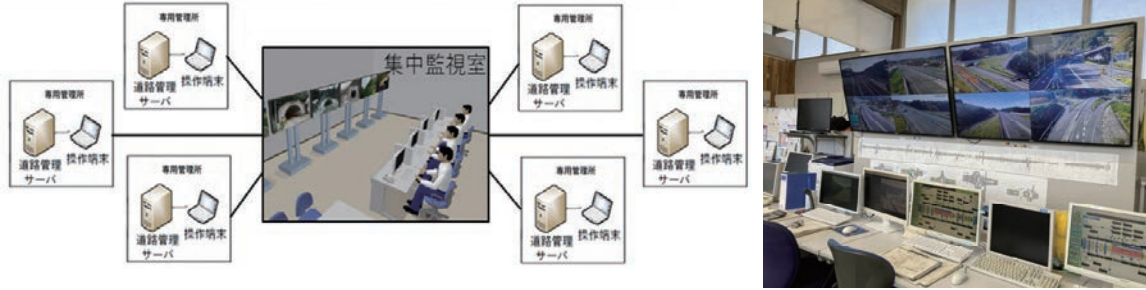 専用管理所
道路管理
サーバ
操作端末
専用管理所
道路管理
サーバ
操作端末
専用管理所
道路管理
サーバ
操作端末
集中監視室
専用管理所
道路管理
サーバ
操作端末
専用管理所
道路管理
サーバ
操作端末
専用管理所
道路管理
サーバ
操作端末